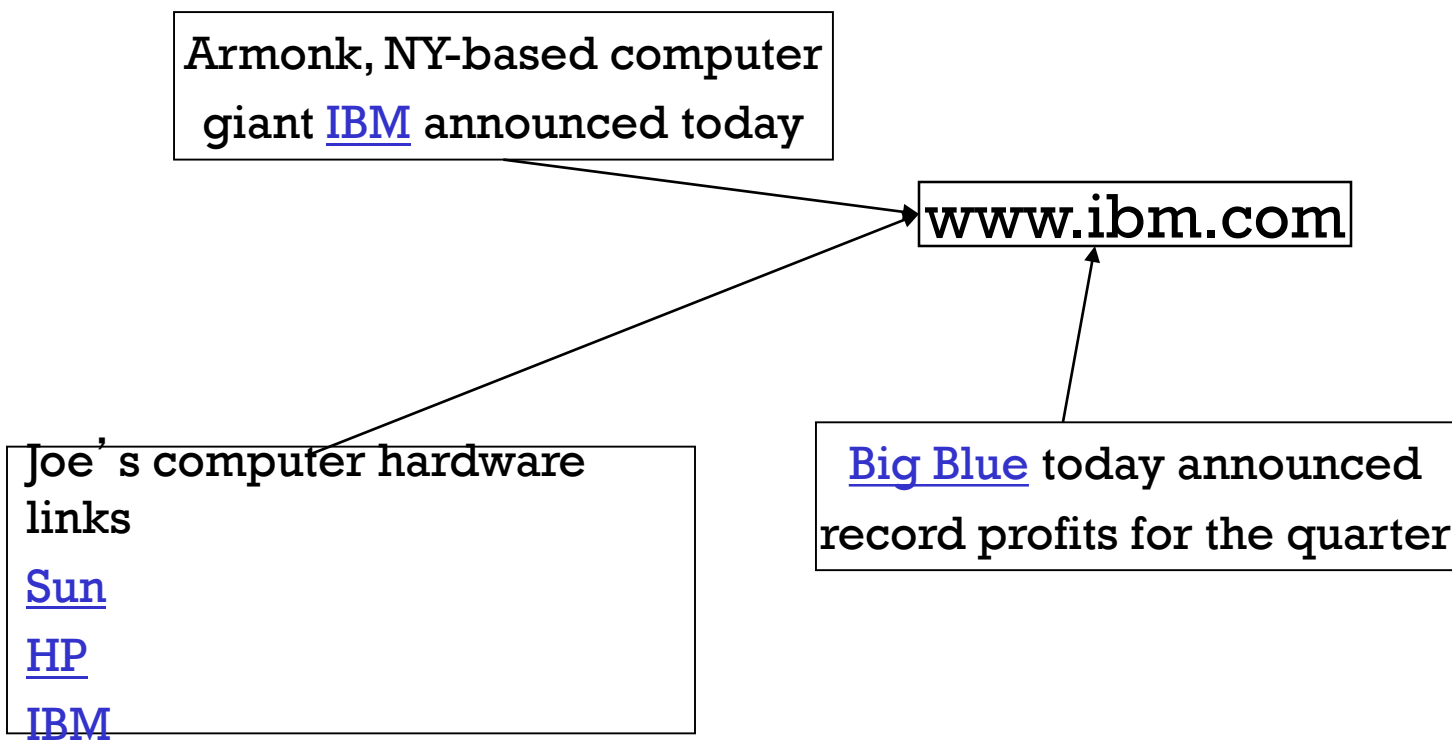 Armonk, NY-based computer
giant IBM announced today
www.ibm.com
Joe’s computer hardware
links
Sun
HP
IBM
Big Blue today announced
record profits for the quarter